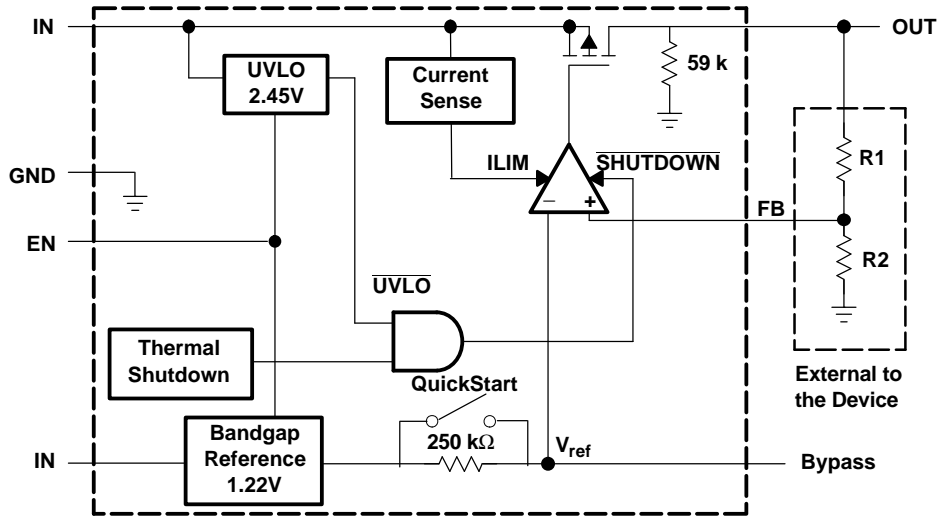 IN
OUT
UVLO
2.45V
Current
Sense
59 k
GND
ILIM
SHUTDOWN
R1
− +
FB
EN
R2
UVLO
Thermal
Shutdown
QuickStart
External to
the Device
IN
Bandgap
Reference
1.22V
250 kΩ
Vref
Bypass